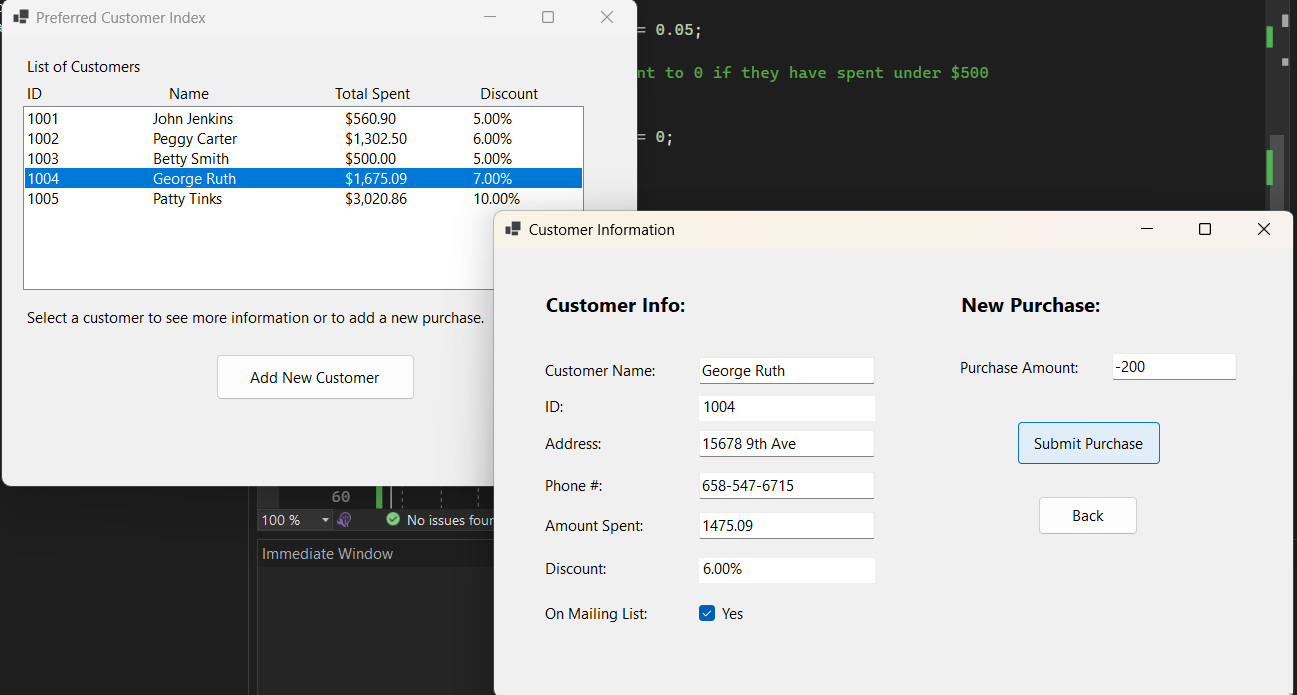 Preferred Customer Index
List of Customers
ID Name Total Spent Discount
1001 John Jenkins $560.90 5.00%
1002 Peggy Carter $1,302.50 6.00%
1003 Betty Smith $500.00 5.00%
1004 George Ruth $1,675.09 7.00%
1005 Patty Tinks $3,020.86 10.00%
Select a customer to see more information or to add a new purchase.
Add New Customer
= 0.05;
nt to 0 if they have spent under $500
= 0;
Customer Information
Customer Info:
Customer Name: George Ruth
ID: 1004
Address: 15678 9th Ave
Phone #: 658-547-6715
Amount Spent: 1475.09
Discount: 6.00%
On Mailing List: Yes
New Purchase:
Purchase Amount: -200
Submit Purchase
Back
60
100 % No issues foun
Immediate Window